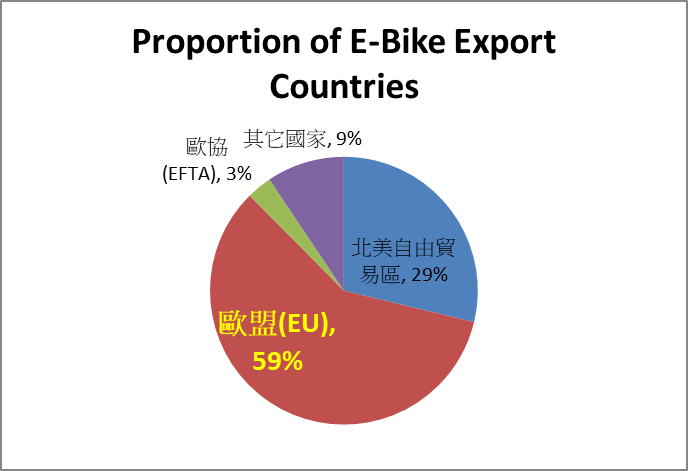 Proportion of E-Bike Export
Countries
歐協
(EFTA), 3%
其它國家, 9%
北美自由貿
易區, 29%
歐盟(EU),
59%